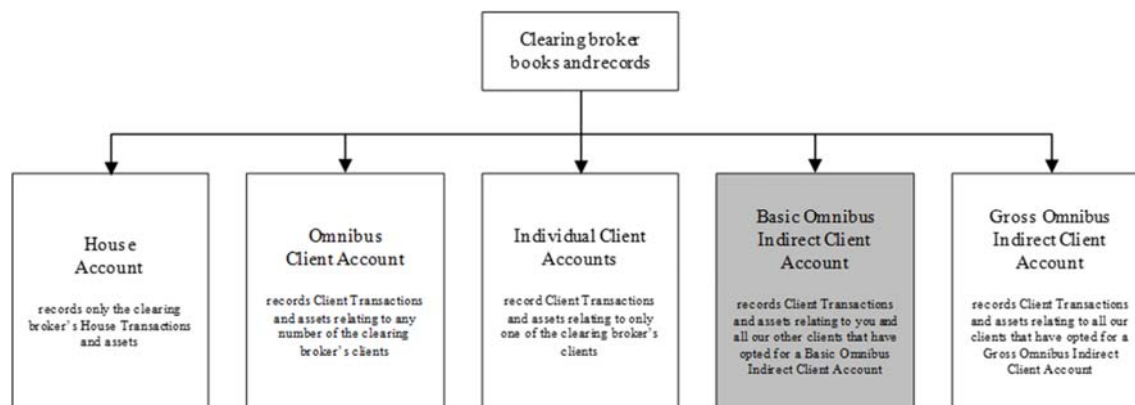 Clearing broker
books and records
House
Account
records only the clearing
broker's House Transactions
and assets
Omnibus
Client Account
records Client Transactions
and assets relating to any
number of the clearing
broker's clients
Individual Client
Accounts
record Client Transactions
and assets relating to only
one of the clearing broker's
clients
Basic Omnibus
Indirect Client
Account
records Client Transactions
and assets relating to you and
all our other clients that have
opted for a Basic Omnibus
Indirect Client Account
Gross Omnibus
Indirect Client
Account
records Client Transactions
and assets relating to all our
clients that have opted for a
Gross Omnibus Indirect
Client Account